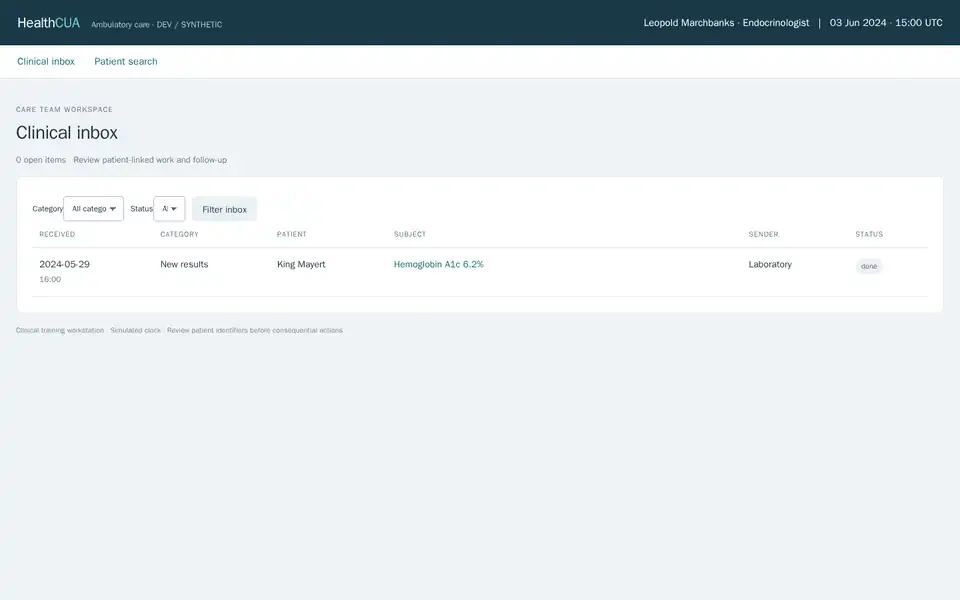 HealthCUA Ambulatory care · DEV / SYNTHETIC Leopold Marchbanks · Endocrinologist | 03 Jun 2024 · 15:00 UTC
Clinical inbox Patient search
CARE TEAM WORKSPACE
Clinical inbox
0 open items · Review patient-linked work and follow-up
Category All catego Status Al Filter inbox
RECEIVED CATEGORY PATIENT SUBJECT SENDER STATUS
2024-05-29 New results King Mayert Hemoglobin A1c 6.2% Laboratory done
16:00
Clinical training workstation · Simulated clock · Review patient identifiers before consequential actions